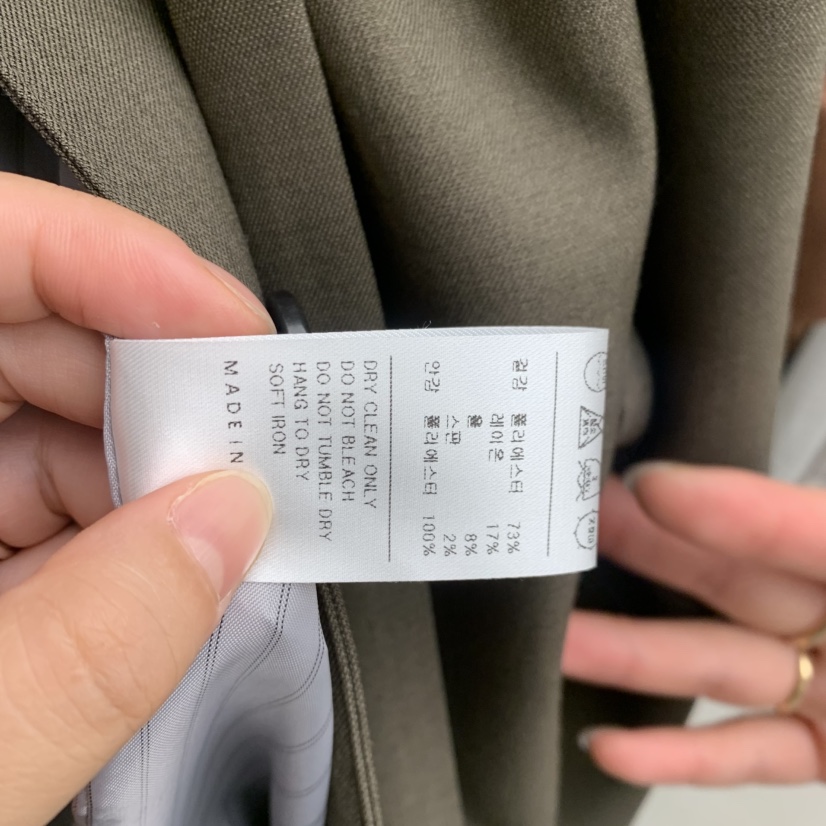 겉감 폴리에스터 73%
레이온 17%
울 8%
스판 2%
안감 폴리에스터 100%
DRY CLEAN ONLY
DO NOT BLEACH
DO NOT TUMBLE DRY
HANG TO DRY
SOFT IRON
MADE IN